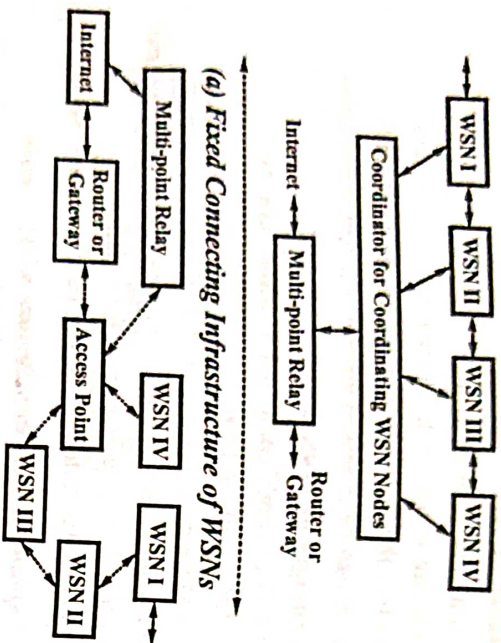 WSN I
WSN II
WSN III
WSN IV
Coordinator for Coordinating WSN Nodes
Internet
Multi-point Relay
Router or
Gateway
(a) Fixed Connecting Infrastructure of WSNs
Multi-point Relay
Internet
Router or
Gateway
Access Point
WSN IV
WSN I
WSN III
WSN II